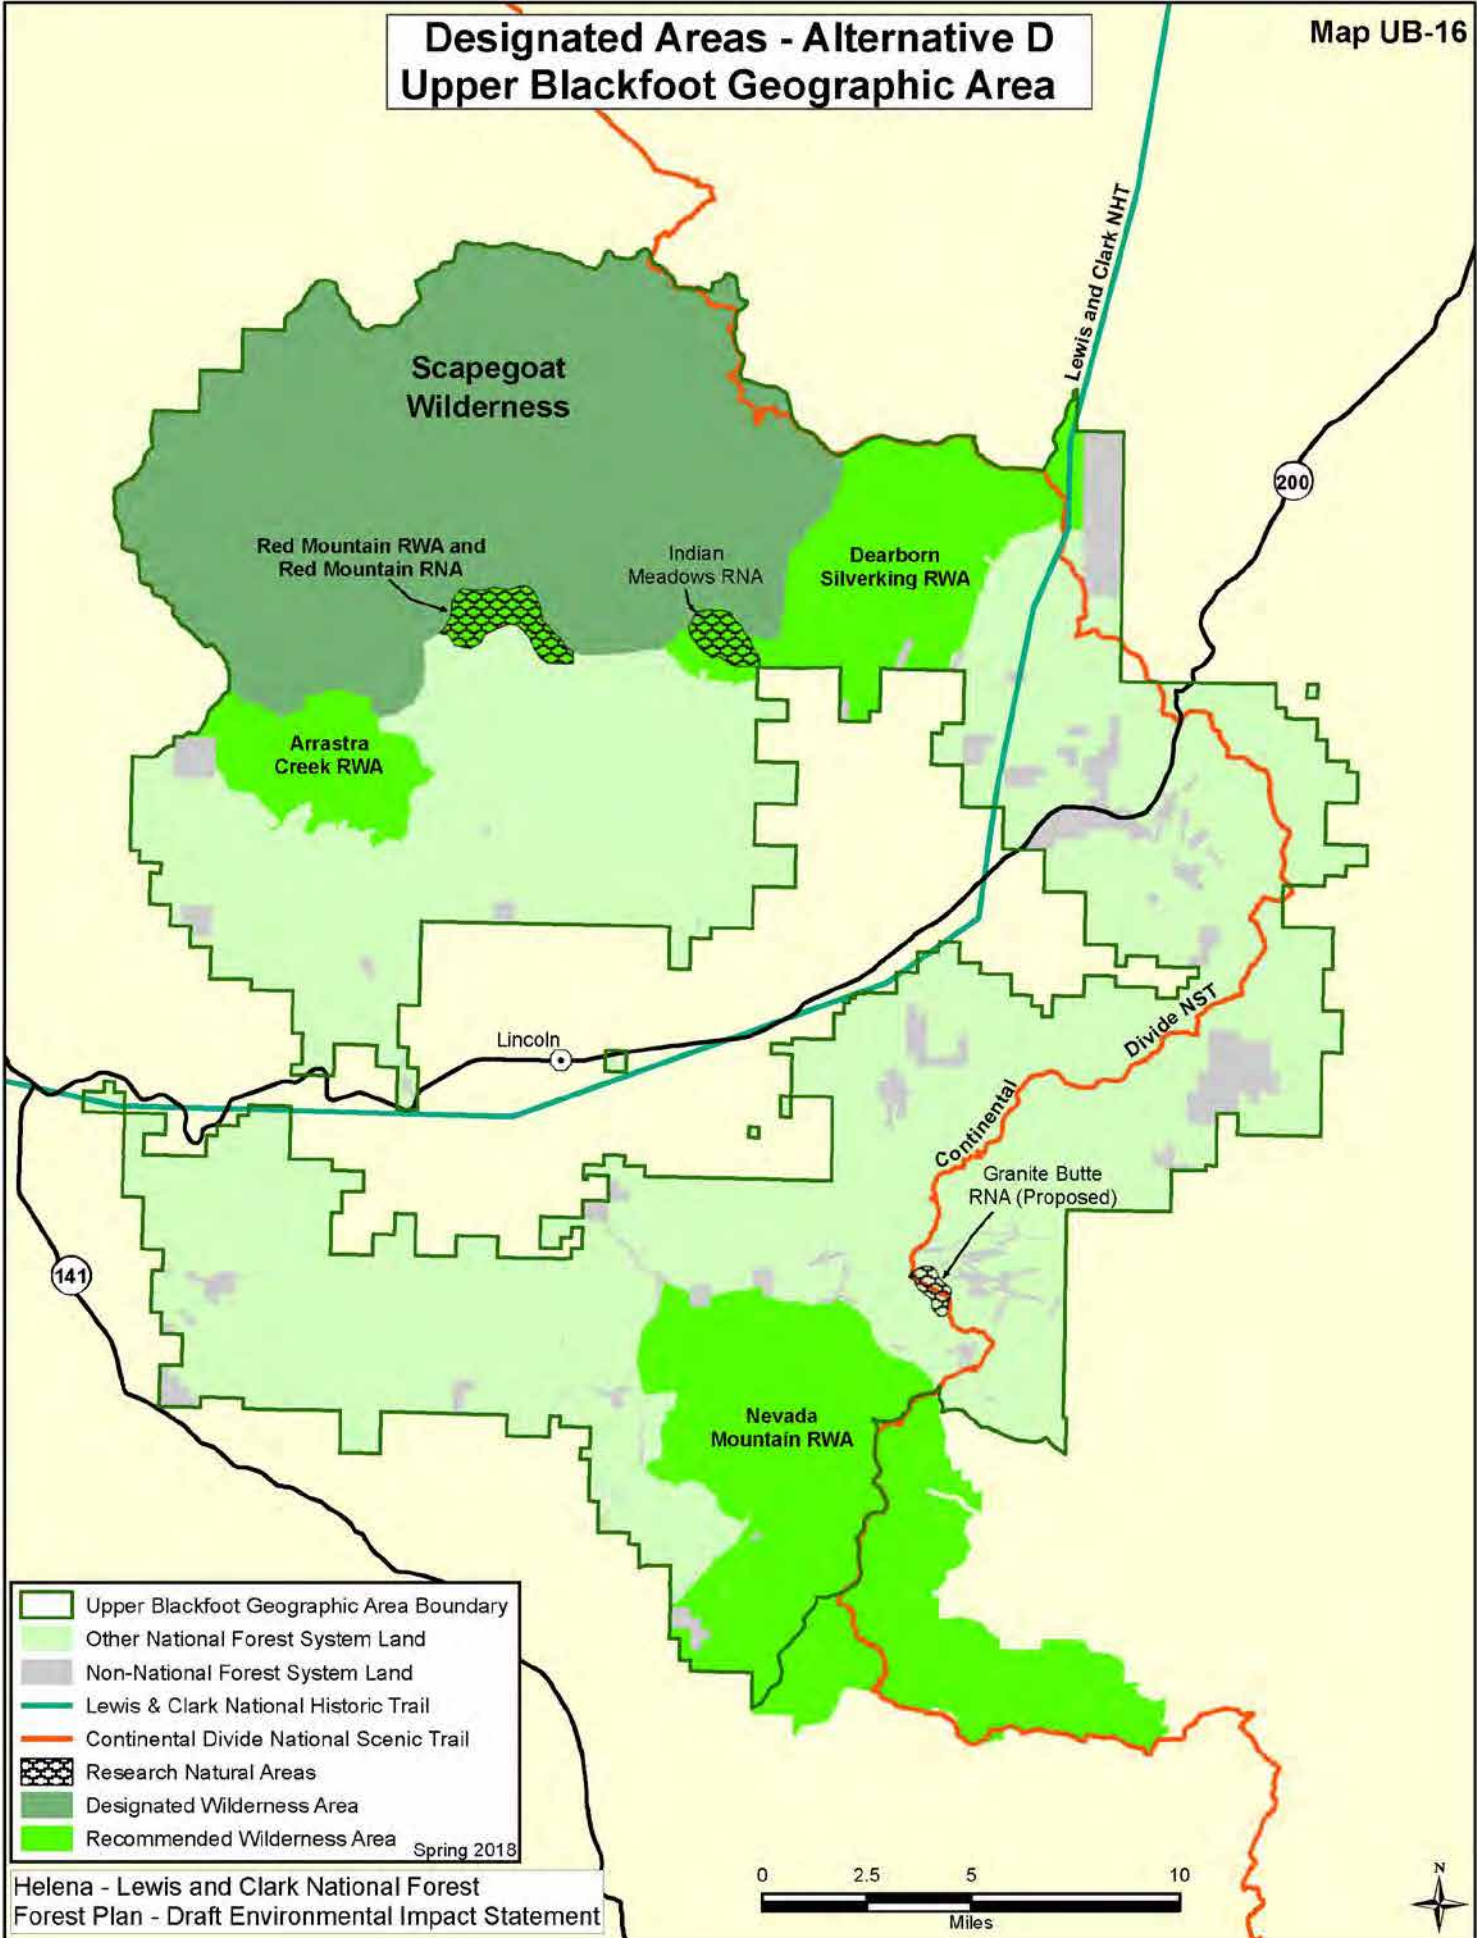 Designated Areas - Alternative D
Upper Blackfoot Geographic Area
Map UB-16
Lewis and Clark NHT
Scapegoat
Wilderness
200
Red Mountain RWA and
Red Mountain RNA
Indian
Meadows RNA
Dearborn
Silverking RWA
Arrastra
Creek RWA
Lincoln
Continental
Divide NST
Granite Butte
RNA (Proposed)
141
Nevada
Mountain RWA
Upper Blackfoot Geographic Area Boundary
Other National Forest System Land
Non-National Forest System Land
Lewis & Clark National Historic Trail
Continental Divide National Scenic Trail
Research Natural Areas
Designated Wilderness Area
Recommended Wilderness Area
Spring 2018
Helena - Lewis and Clark National Forest
Forest Plan - Draft Environmental Impact Statement
0 2.5 5 10
Miles
N